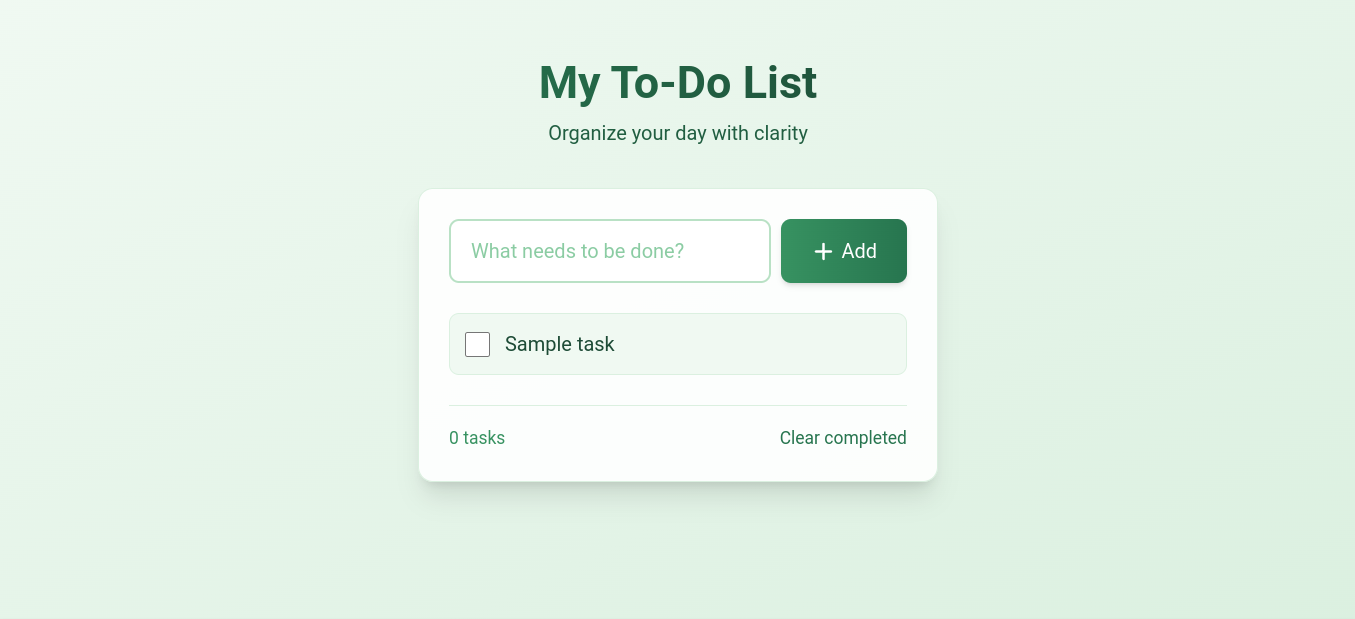 My To-Do List
Organize your day with clarity
What needs to be done?
+ Add
Sample task
0 tasks
Clear completed